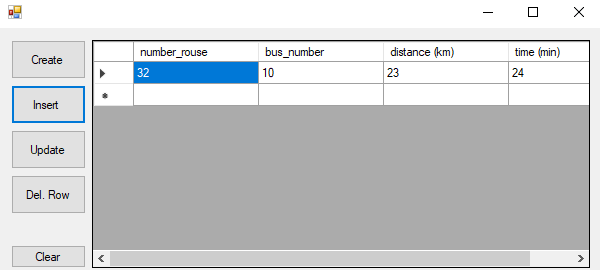 number_rouse bus_number distance (km) time (min)
Create
32 10 23 24
Insert
Update
Del. Row
Clear